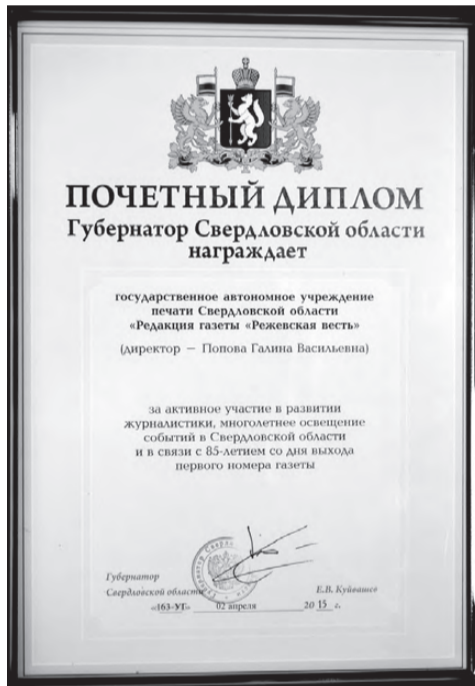 ПОЧЕТНЫЙ ДИПЛОМ
Губернатор Свердловской области
награждает
государственное автономное учреждение
печати Свердловской области
«Редакция газеты «Режевская весть»
(директор — Попова Галина Васильевна)
за активное участие в развитии
журналистики, многолетнее освещение
событий в Свердловской области
и в связи с 85-летием со дня выхода
первого номера газеты
Губернатор
Свердловской области Е.В. Куйвашев
«163-УГ» 02 апреля 20 15 г.